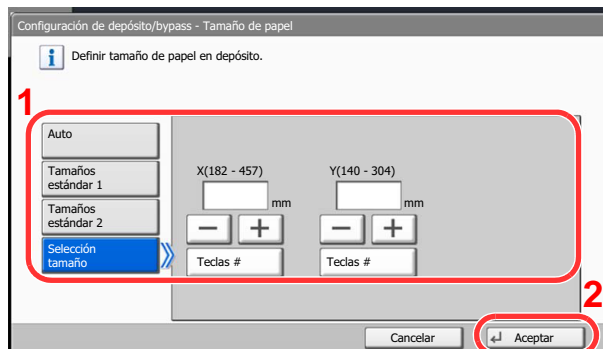 Configuración de depósito/bypass - Tamaño de papel
i
Definir tamaño de papel en depósito.
1
Auto
Tamaños
estándar 1
Tamaños
estándar 2
Selección
tamaño
X(182 - 457)
mm
Teclas #
Y(140 - 304)
mm
Teclas #
2
Cancelar
Aceptar